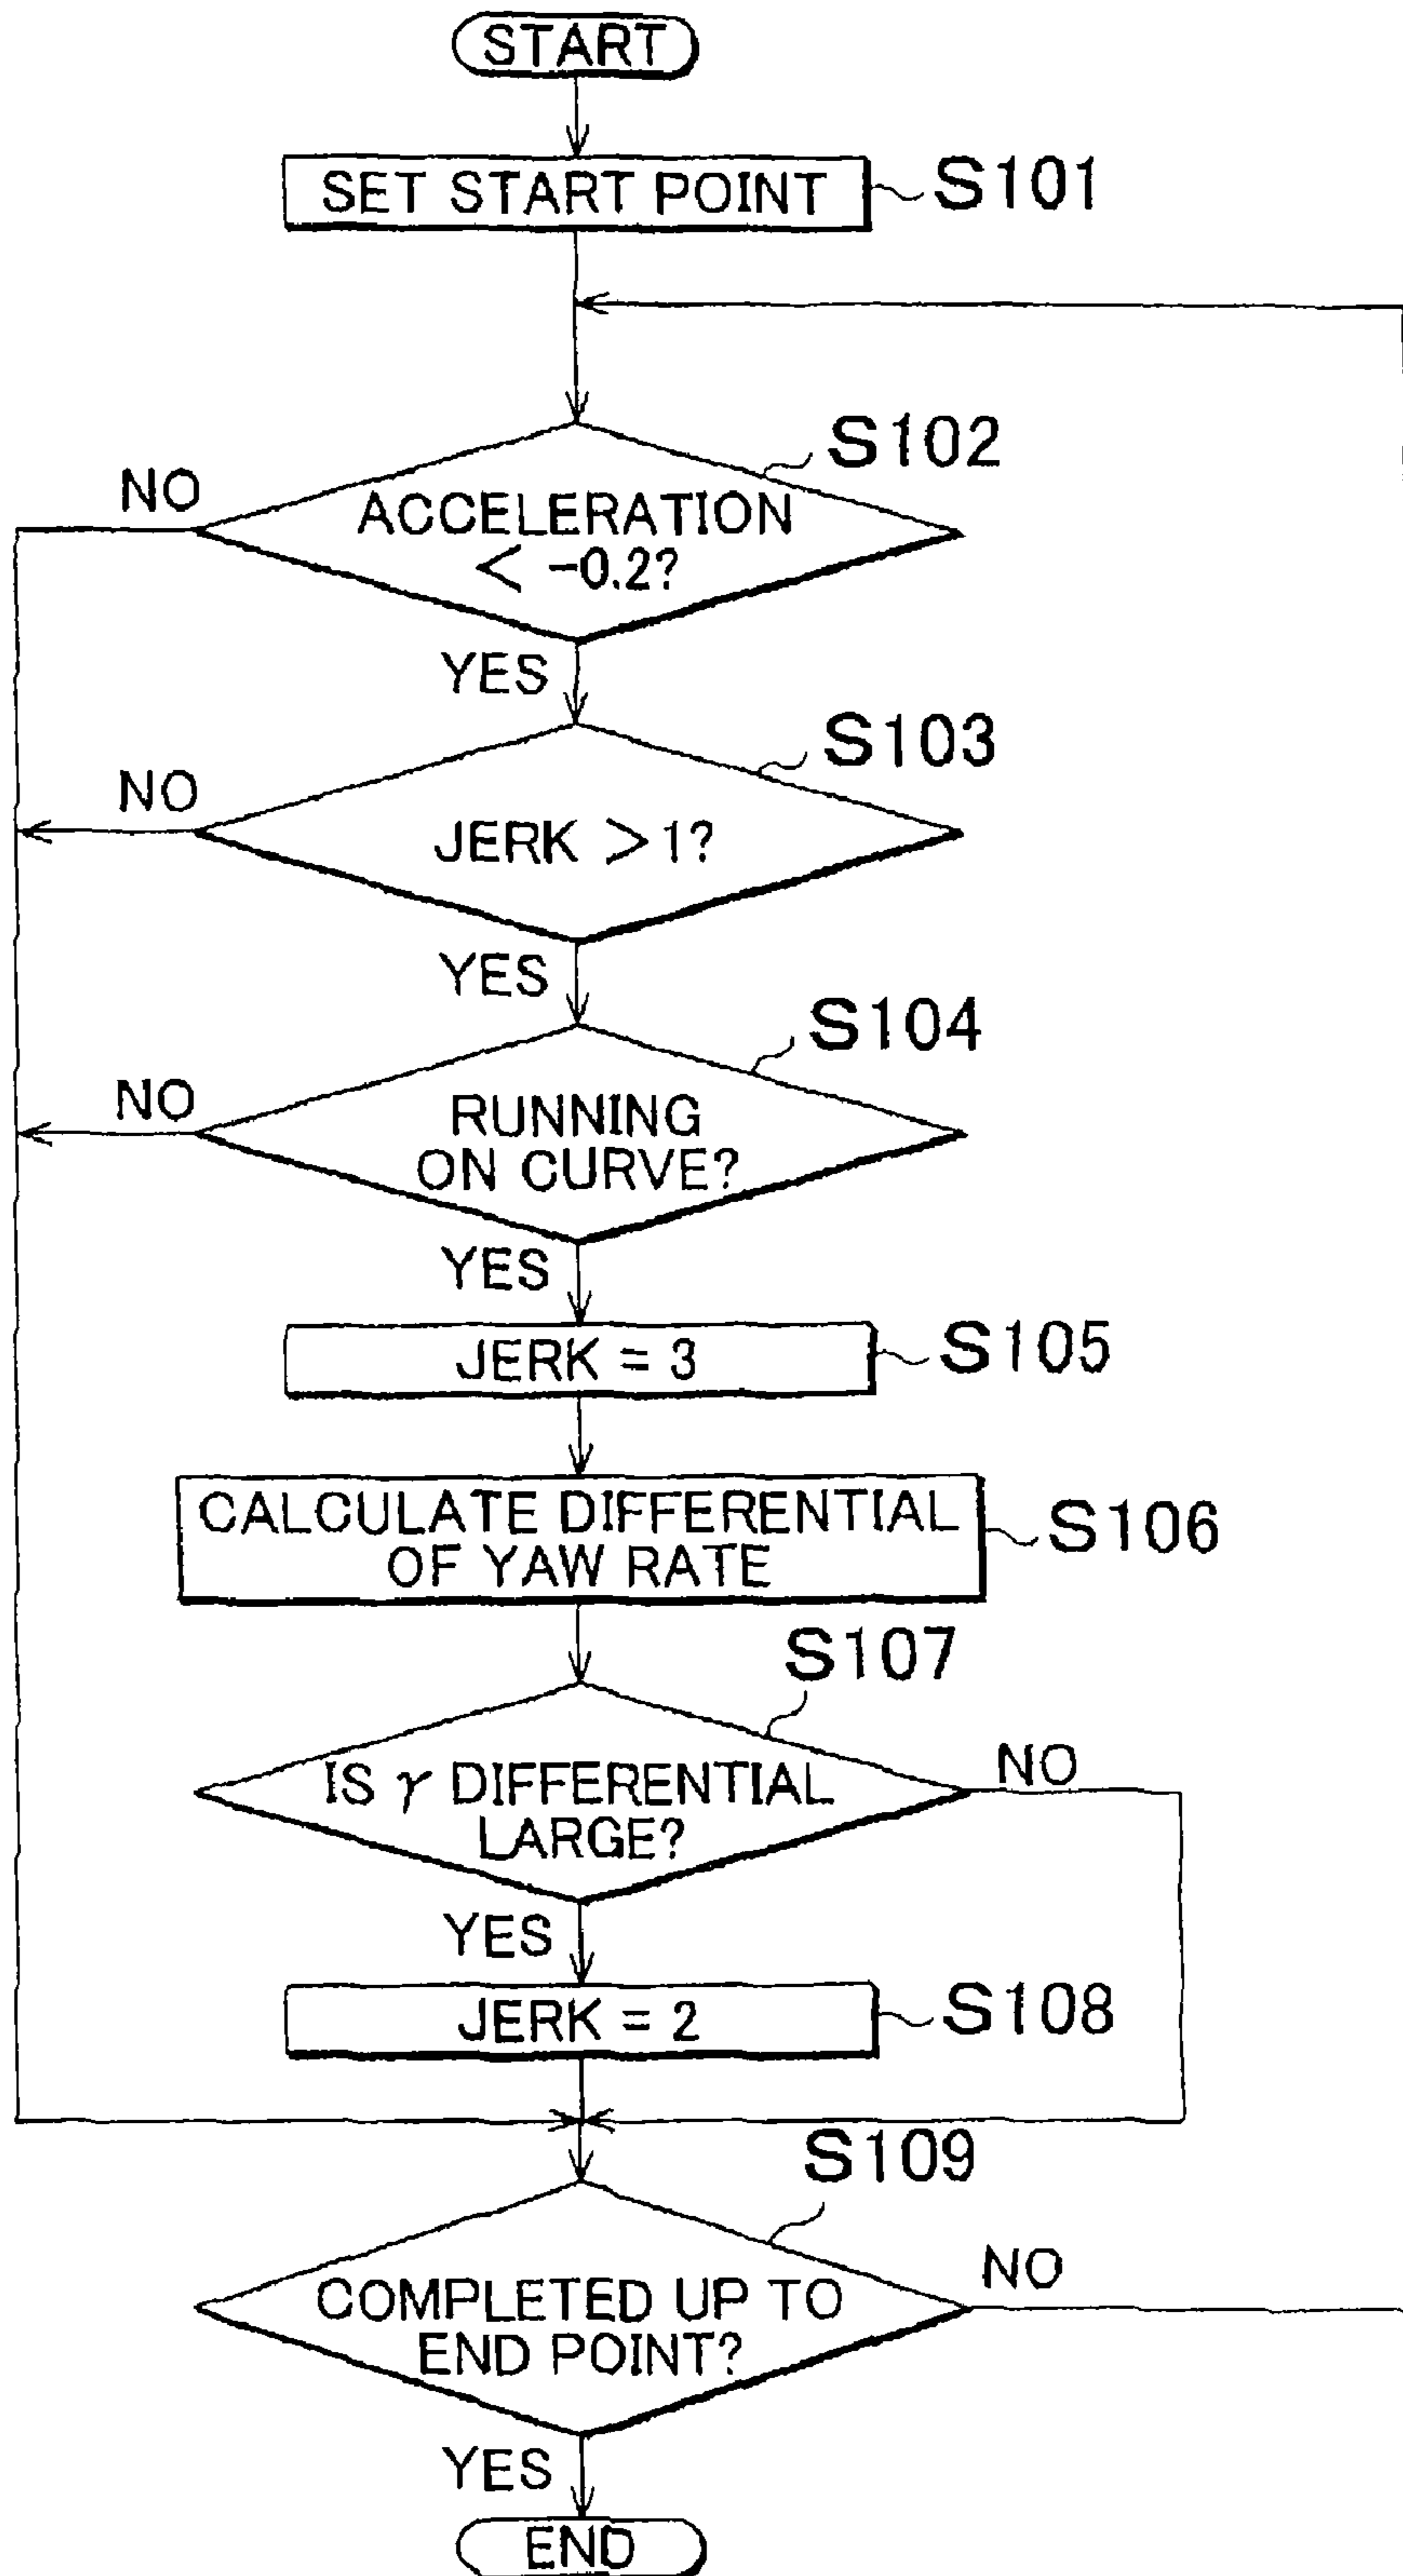 START
SET START POINT
S101
S102
NO
ACCELERATION
< -0.2?
YES
S103
NO
JERK > 1?
YES
S104
NO
RUNNING
ON CURVE?
YES
JERK = 3
S105
CALCULATE DIFFERENTIAL
OF YAW RATE
S106
S107
IS γ DIFFERENTIAL
LARGE?
NO
YES
JERK = 2
S108
S109
COMPLETED UP TO
END POINT?
NO
YES
END